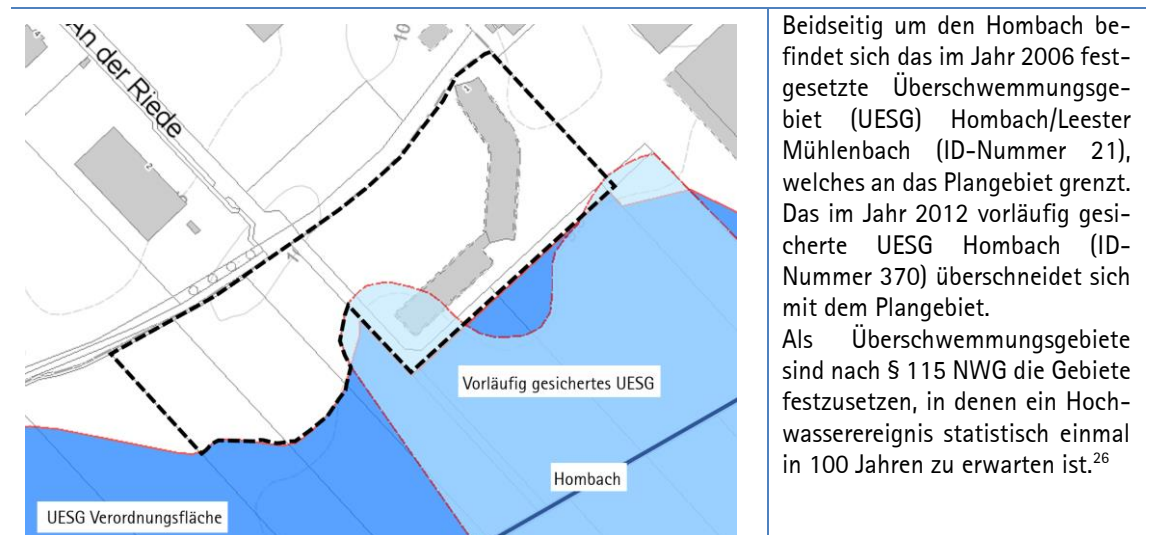 An der Riede
10
4
2
1
Vorläufig gesichertes UESG
Hombach
UESG Verordnungsfläche
Beidseitig um den Hombach be-
findet sich das im Jahr 2006 fest-
gesetzte Überschwemmungsge-
biet (UESG) Hombach/Leester
Mühlenbach (ID-Nummer 21),
welches an das Plangebiet grenzt.
Das im Jahr 2012 vorläufig gesi-
cherte UESG Hombach (ID-
Nummer 370) überschneidet sich
mit dem Plangebiet.
Als Überschwemmungsgebiete
sind nach § 115 NWG die Gebiete
festzusetzen, in denen ein Hoch-
wasserereignis statistisch einmal
in 100 Jahren zu erwarten ist.26